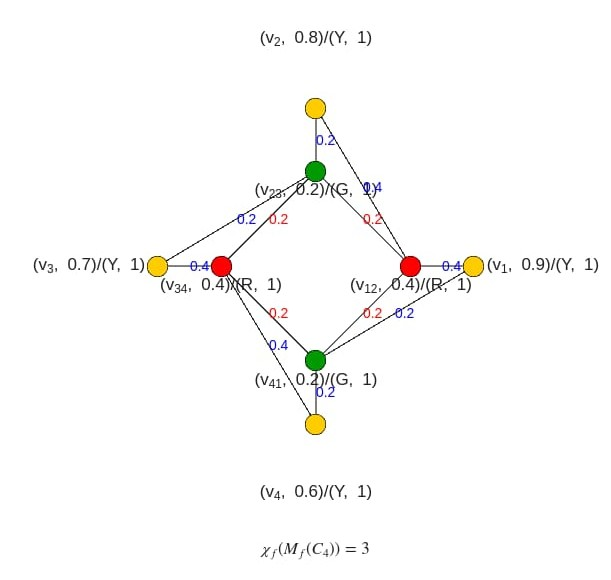 (v₂, 0.8)/(Y, 1)
0.2
(v₂₃, 0.2)/(G, 1)
0.4
0.2
0.2
0.2
(v₃, 0.7)/(Y, 1)
0.4
0.4
(v₁, 0.9)/(Y, 1)
(v₃₄, 0.4)/(R, 1)
(v₁₂, 0.4)/(R, 1)
0.2
0.2
0.2
0.4
(v₄₁, 0.2)/(G, 1)
0.2
(v₄, 0.6)/(Y, 1)
χ_f(M_f(C₄)) = 3